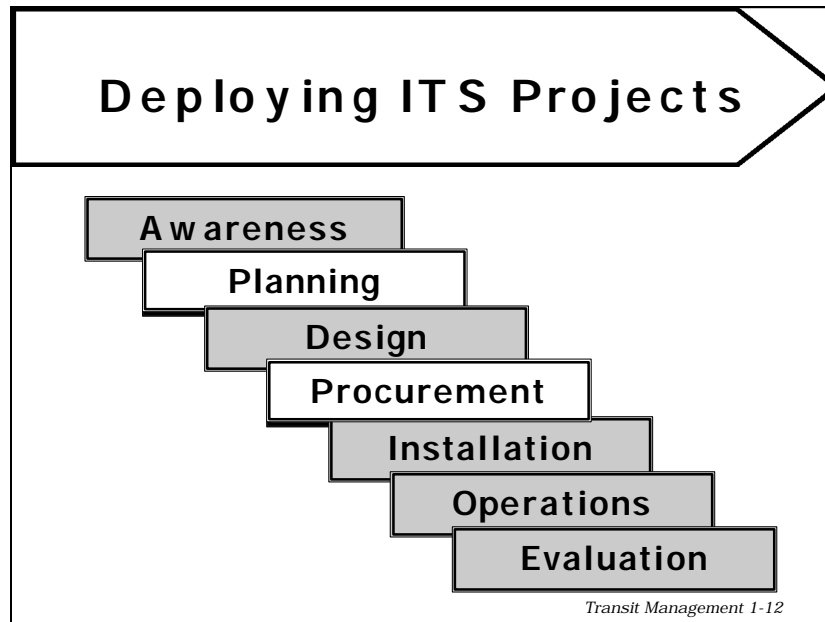 Deploying ITS Projects
Awareness
Planning
Design
Procurement
Installation
Operations
Evaluation
Transit Management 1-12